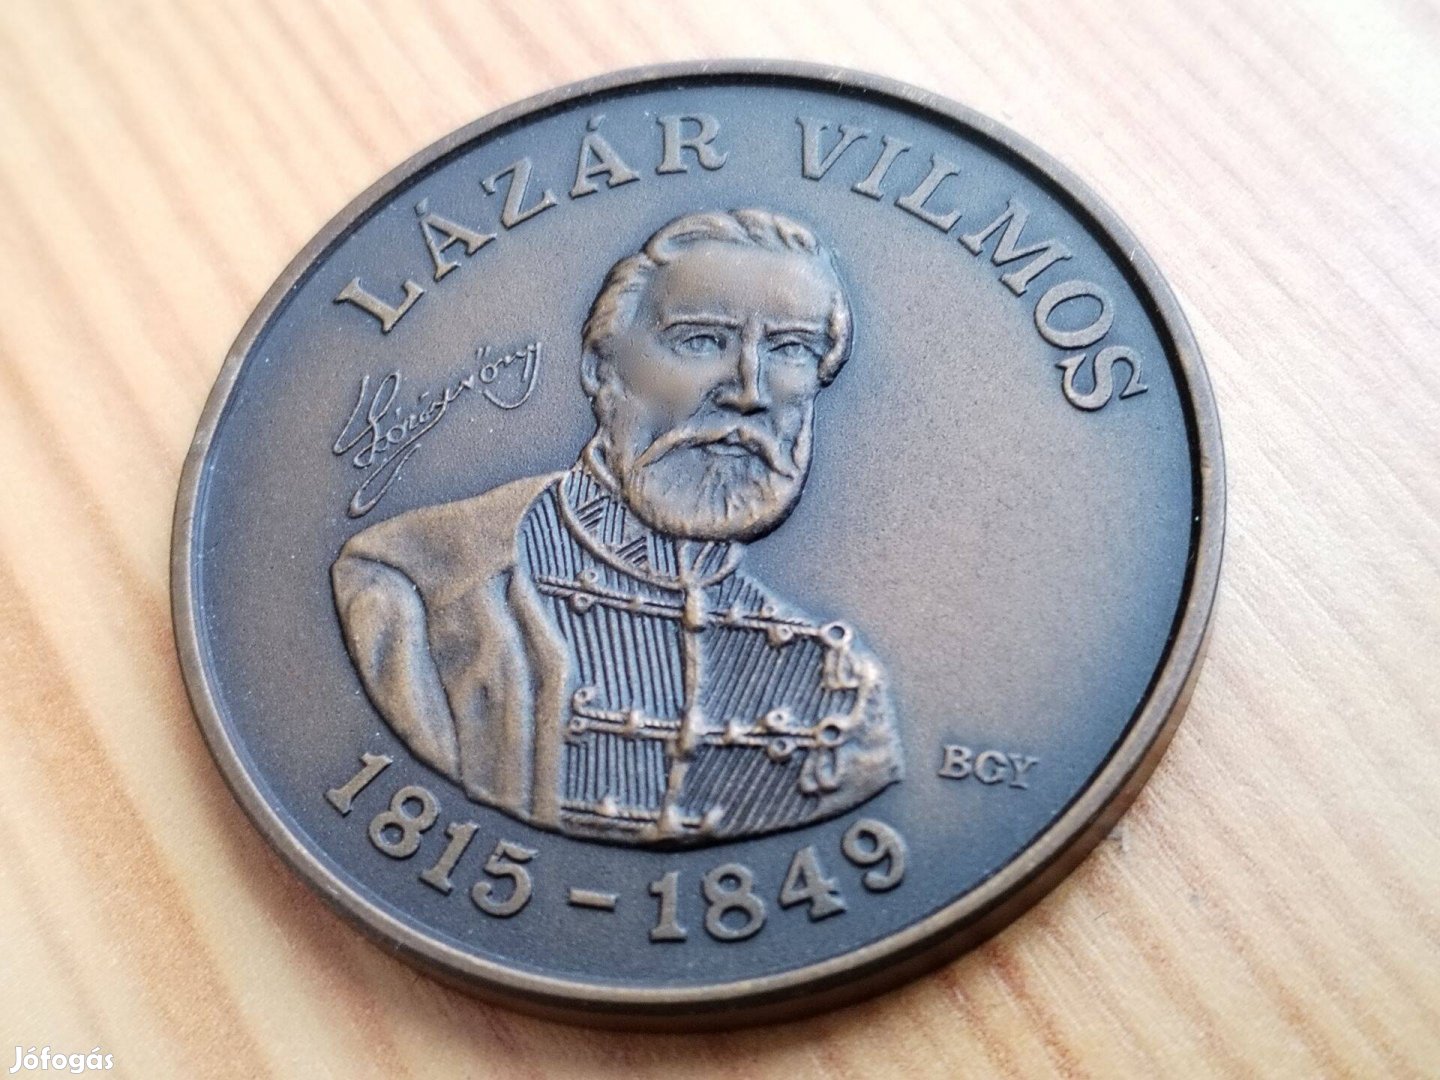 LÁZÁR VILMOS
BGY
1815 - 1849
Jófogás